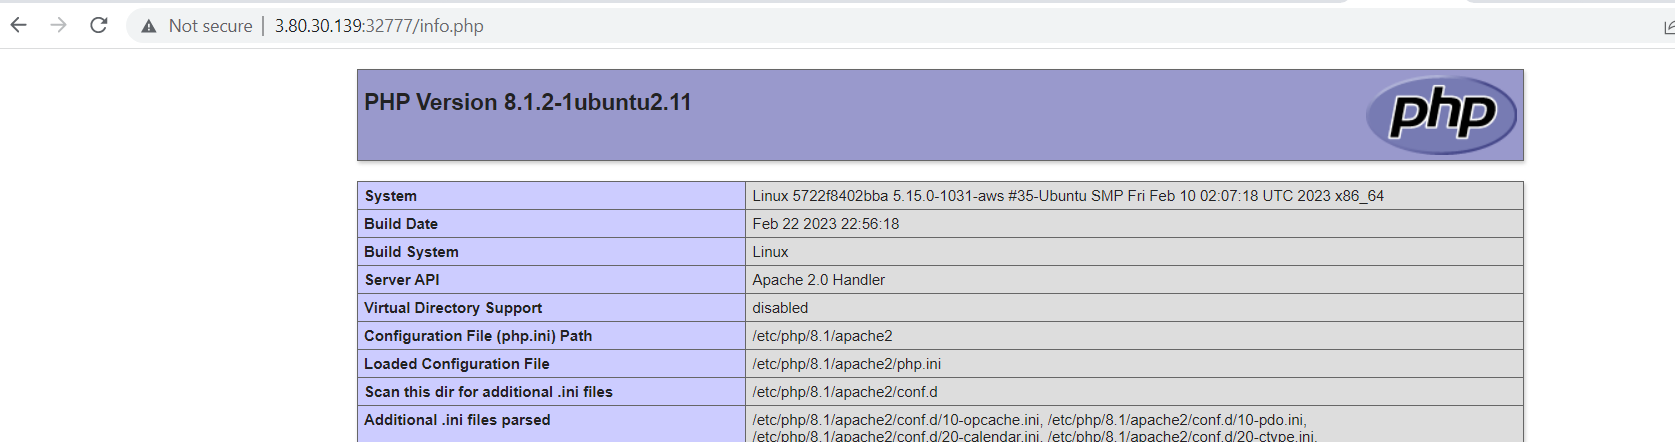 Not secure | 3.80.30.139:32777/info.php
PHP Version 8.1.2-1ubuntu2.11
php
System Linux 5722f8402bba 5.15.0-1031-aws #35-Ubuntu SMP Fri Feb 10 02:07:18 UTC 2023 x86_64
Build Date Feb 22 2023 22:56:18
Build System Linux
Server API Apache 2.0 Handler
Virtual Directory Support disabled
Configuration File (php.ini) Path /etc/php/8.1/apache2
Loaded Configuration File /etc/php/8.1/apache2/php.ini
Scan this dir for additional .ini files /etc/php/8.1/apache2/conf.d
Additional .ini files parsed /etc/php/8.1/apache2/conf.d/10-opcache.ini, /etc/php/8.1/apache2/conf.d/10-pdo.ini,
/etc/php/8.1/apache2/conf.d/20-calendar.ini, /etc/php/8.1/apache2/conf.d/20-ctype.ini,